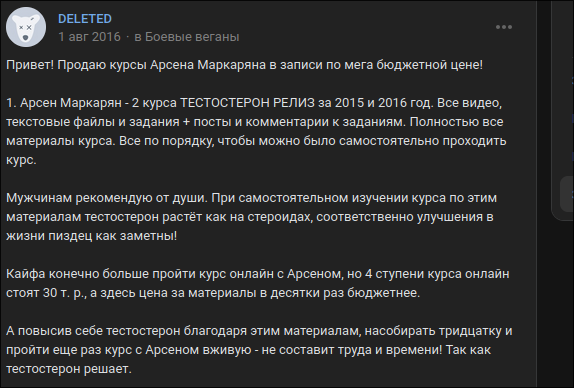 DELETED
1 авг 2016 · в Боевые веганы
Привет! Продаю курсы Арсена Маркаряна в записи по мега бюджетной цене!
1. Арсен Маркарян - 2 курса ТЕСТОСТЕРОН РЕЛИЗ за 2015 и 2016 год. Все видео,
текстовые файлы и задания + посты и комментарии к заданиям. Полностью все
материалы курса. Все по порядку, чтобы можно было самостоятельно проходить
курс.
Мужчинам рекомендую от души. При самостоятельном изучении курса по этим
материалам тестостерон растёт как на стероидах, соответственно улучшения в
жизни пиздец как заметны!
Кайфа конечно больше пройти курс онлайн с Арсеном, но 4 ступени курса онлайн
стоят 30 т. р., а здесь цена за материалы в десятки раз бюджетнее.
А повысив себе тестостерон благодаря этим материалам, насобирать тридцатку и
пройти еще раз курс с Арсеном вживую - не составит труда и времени! Так как
тестостерон решает.